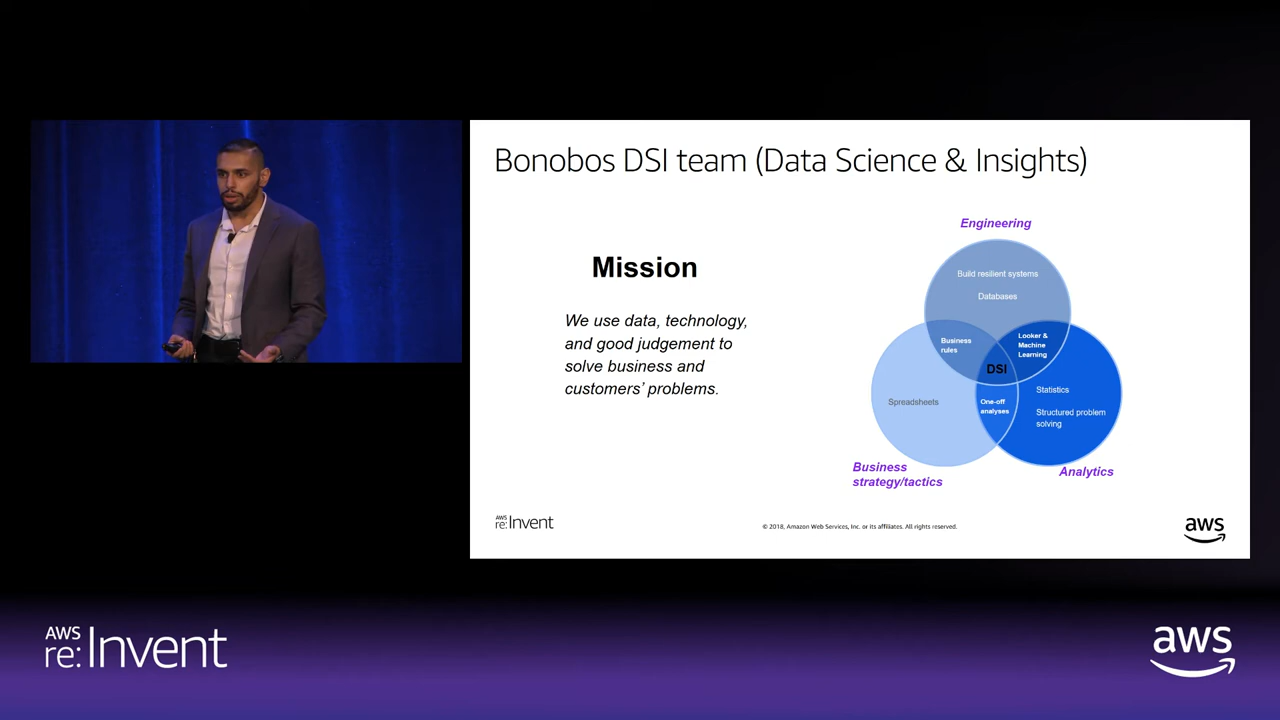 Bonobos DSI team (Data Science & Insights)
Mission
We use data, technology,
and good judgement to
solve business and
customers’ problems.
Engineering
Build resilient systems
Databases
Business
rules
Looker &
Machine
Learning
DSI
Spreadsheets
One-off
analyses
Statistics
Structured problem
solving
Business
strategy/tactics
Analytics
AWS
re:Invent
© 2018, Amazon Web Services, Inc. or its affiliates. All rights reserved.
aws
AWS
re:Invent
aws